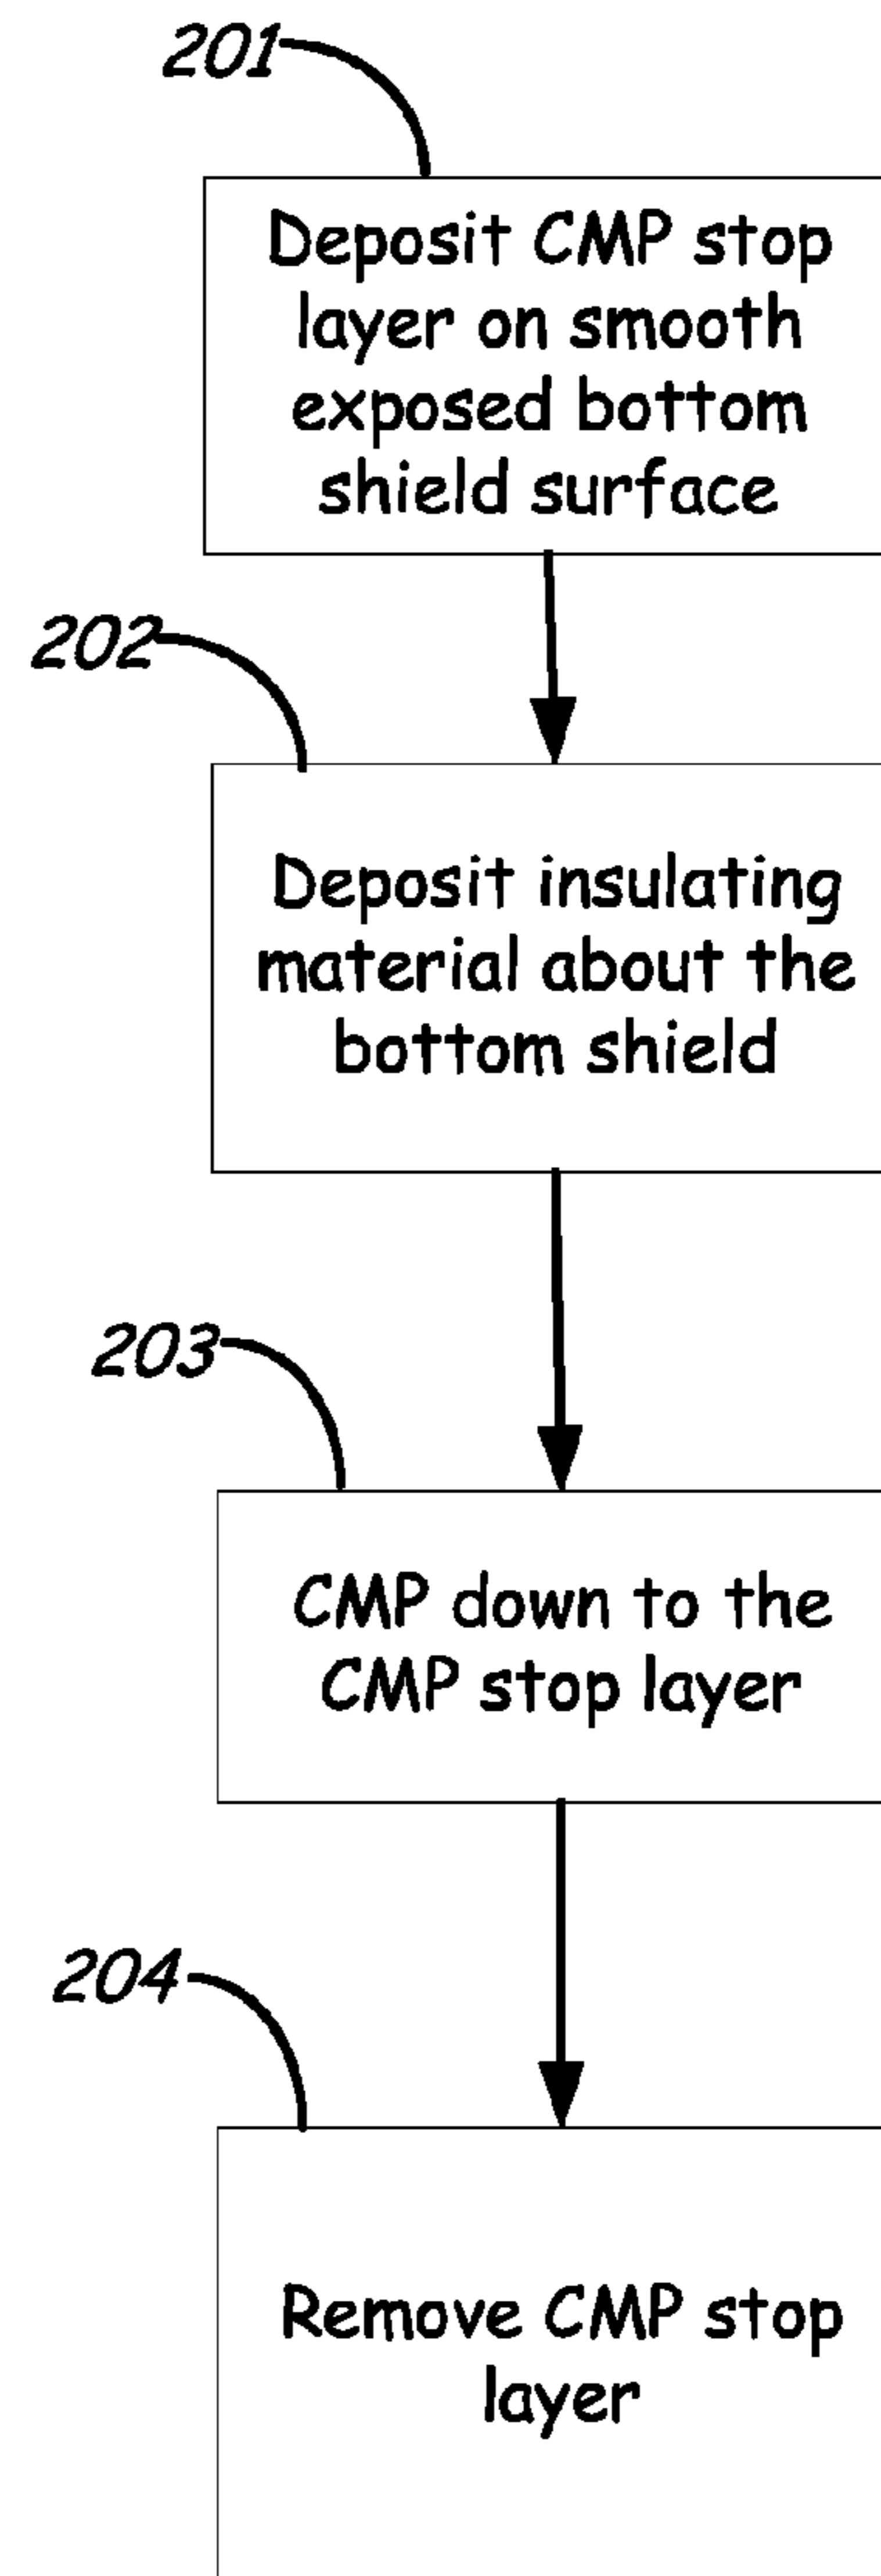 201
Deposit CMP stop
layer on smooth
exposed bottom
shield surface
202
Deposit insulating
material about the
bottom shield
203
CMP down to the
CMP stop layer
204
Remove CMP stop
layer